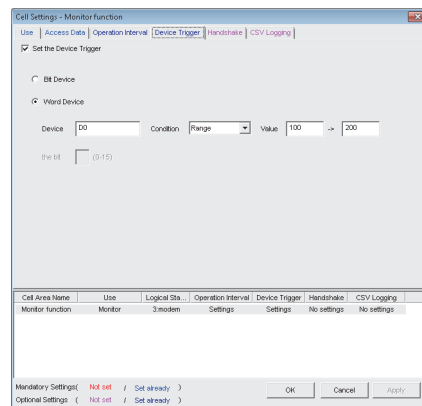 Cell Settings - Monitor function
Use Access Data Operation Interval Device Trigger Handshake CSV Logging
Set the Device Trigger
Bit Device
Word Device
Device D0 Condition Range Value 100 -> 200
the bit (0-15)
Cell Area Name Use Logical Sta... Operation Interval Device Trigger Handshake CSV Logging
Monitor function Monitor 3:modem Settings Settings No settings No settings
Mandatory Settings( Not set / Set already )
Optional Settings ( Not set / Set already )
OK Cancel Apply